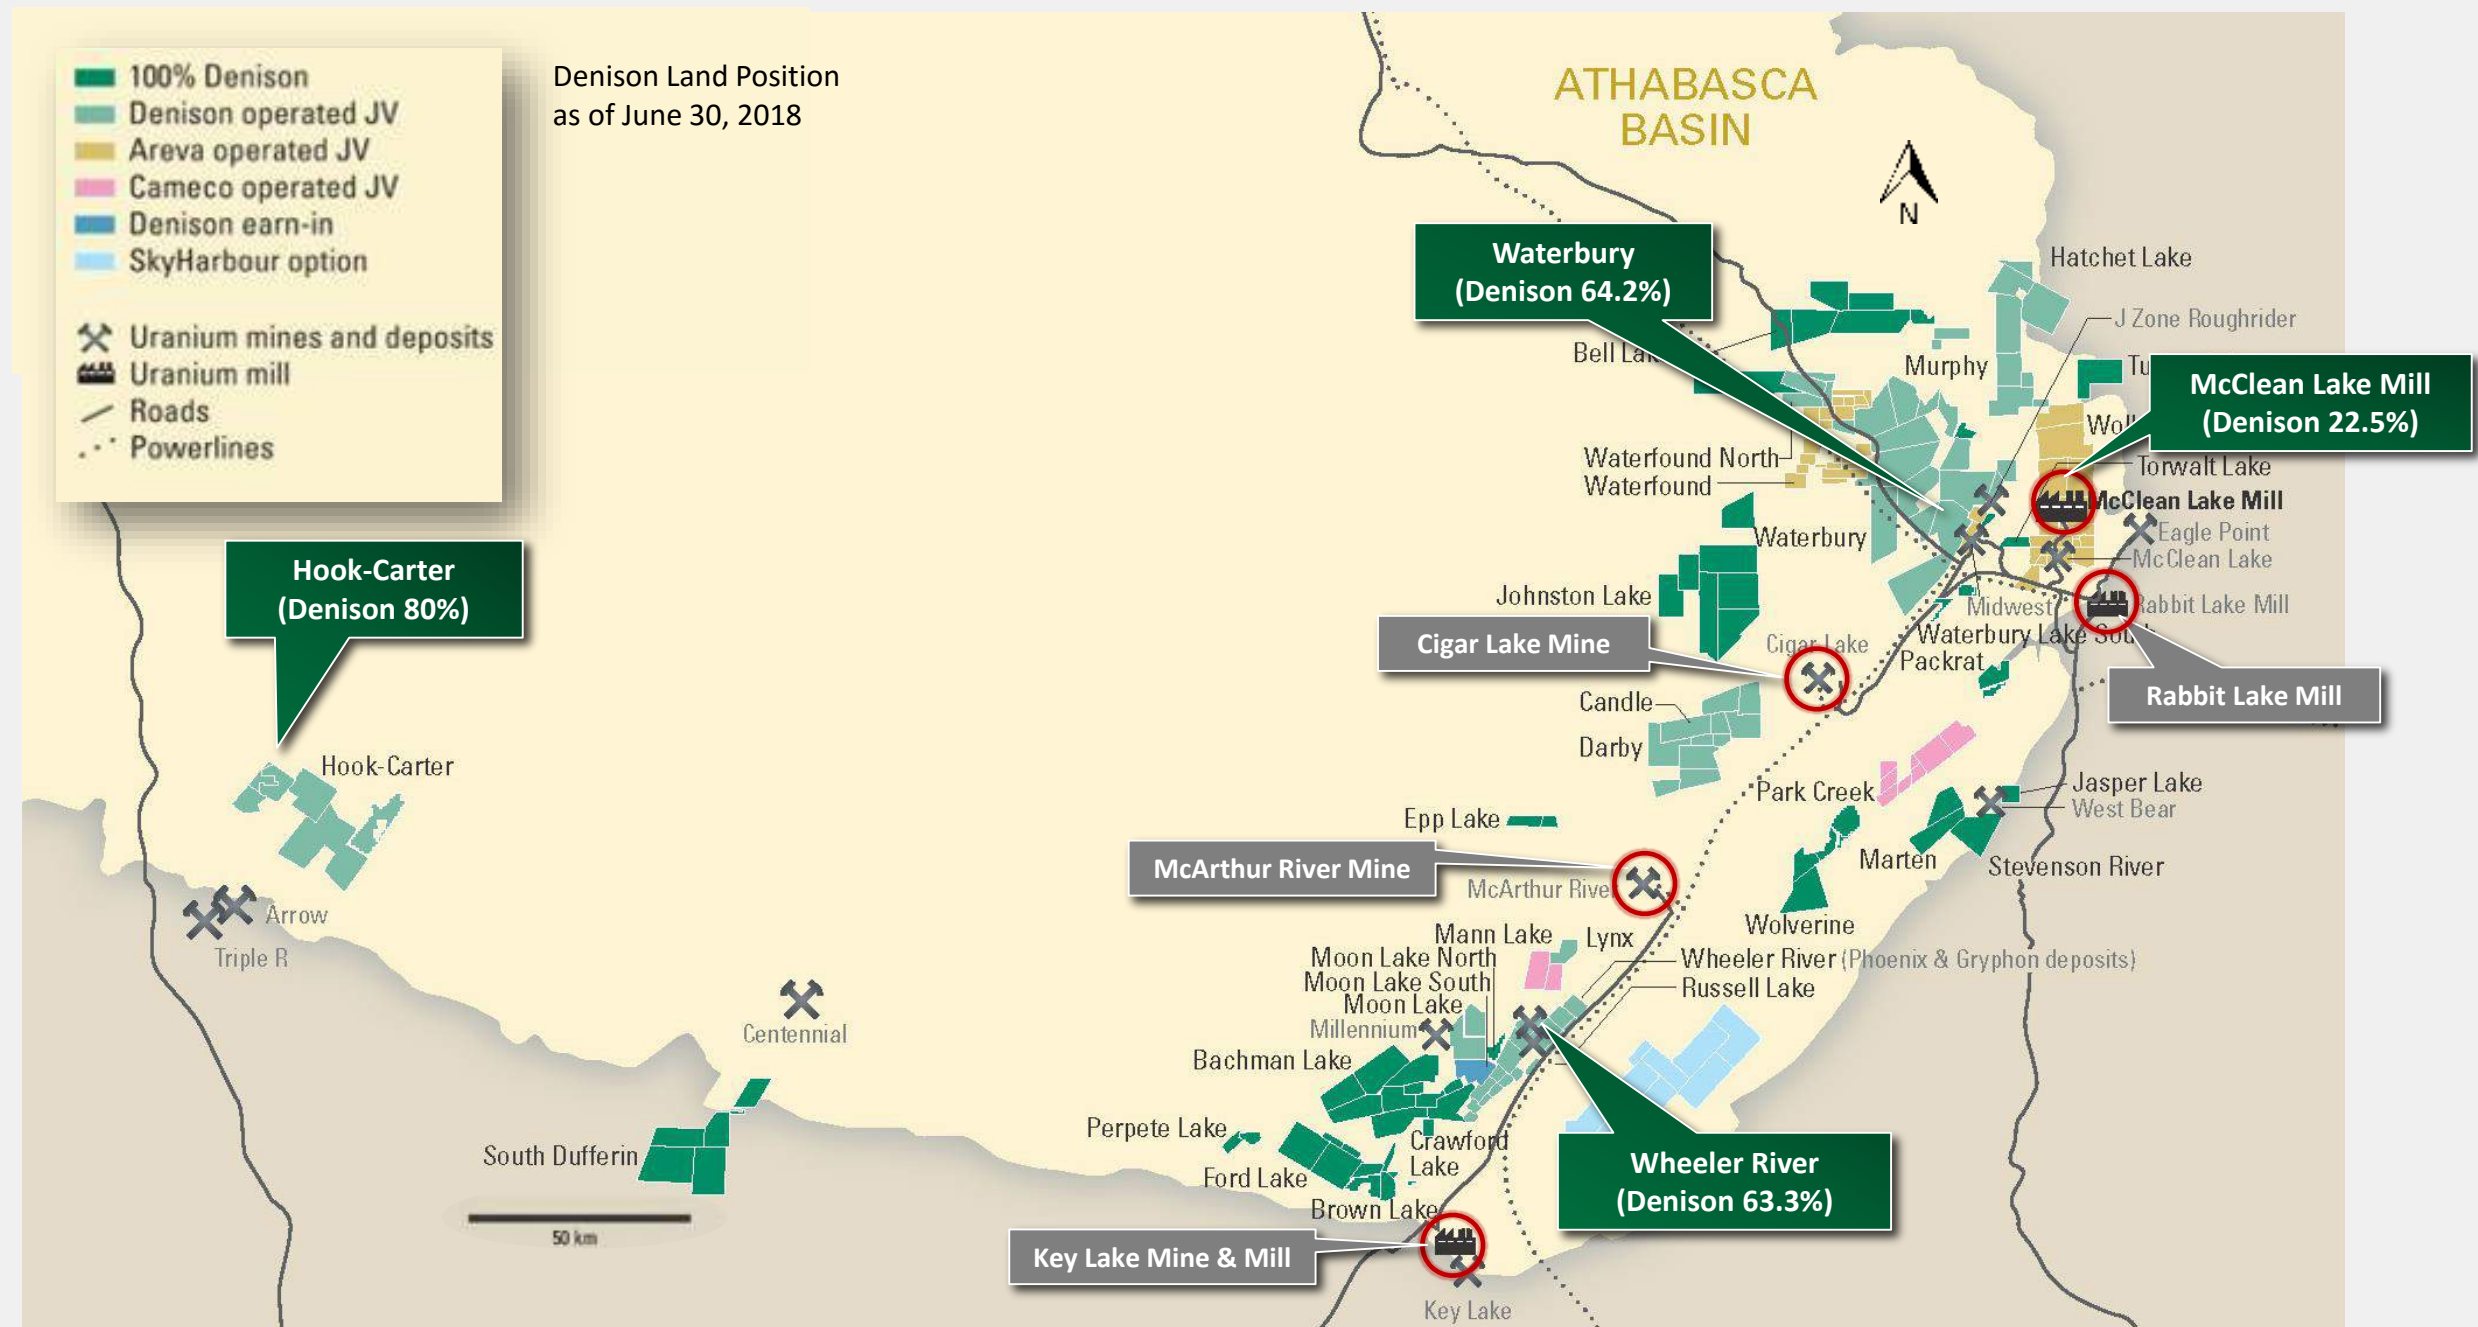 100% Denison
Denison operated JV
Areva operated JV
Cameco operated JV
Denison earn-in
SkyHarbour option
Uranium mines and deposits
Uranium mill
Roads
Powerlines
Denison Land Position
as of June 30, 2018
ATHABASCA
BASIN
N
Waterbury
(Denison 64.2%)
Hatchet Lake
J Zone Roughrider
Bell
Murphy
McClean Lake Mill
(Denison 22.5%)
Waterfound North
Waterfound
Torwalt Lake
McClean Lake Mill
Eagle Point
McClean Lake
Waterbury
Hook-Carter
(Denison 80%)
Johnston Lake
Midwest
Rabbit Lake Mill
Cigar Lake Mine
Cigar Lake
Waterbury Lake South
Packrat
Rabbit Lake Mill
Candle
Darby
Hook-Carter
Park Creek
Jasper Lake
West Bear
Epp Lake
Marten
Stevenson River
McArthur River Mine
McArthur River
Arrow
Triple R
Wolverine
Mann Lake
Lynx
Moon Lake North
Wheeler River (Phoenix & Gryphon deposits)
Moon Lake South
Russell Lake
Moon Lake
Millennium
Centennial
Bachman Lake
Perpete Lake
Crawford
Lake
South Dufferin
Ford Lake
Wheeler River
(Denison 63.3%)
Brown Lake
50 km
Key Lake Mine & Mill
Key Lake